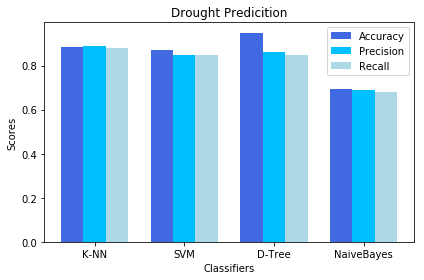 Drought Predicition
Accuracy
Precision
Recall
Scores
0.8
0.6
0.4
0.2
0.0
K-NN
SVM
D-Tree
NaiveBayes
Classifiers